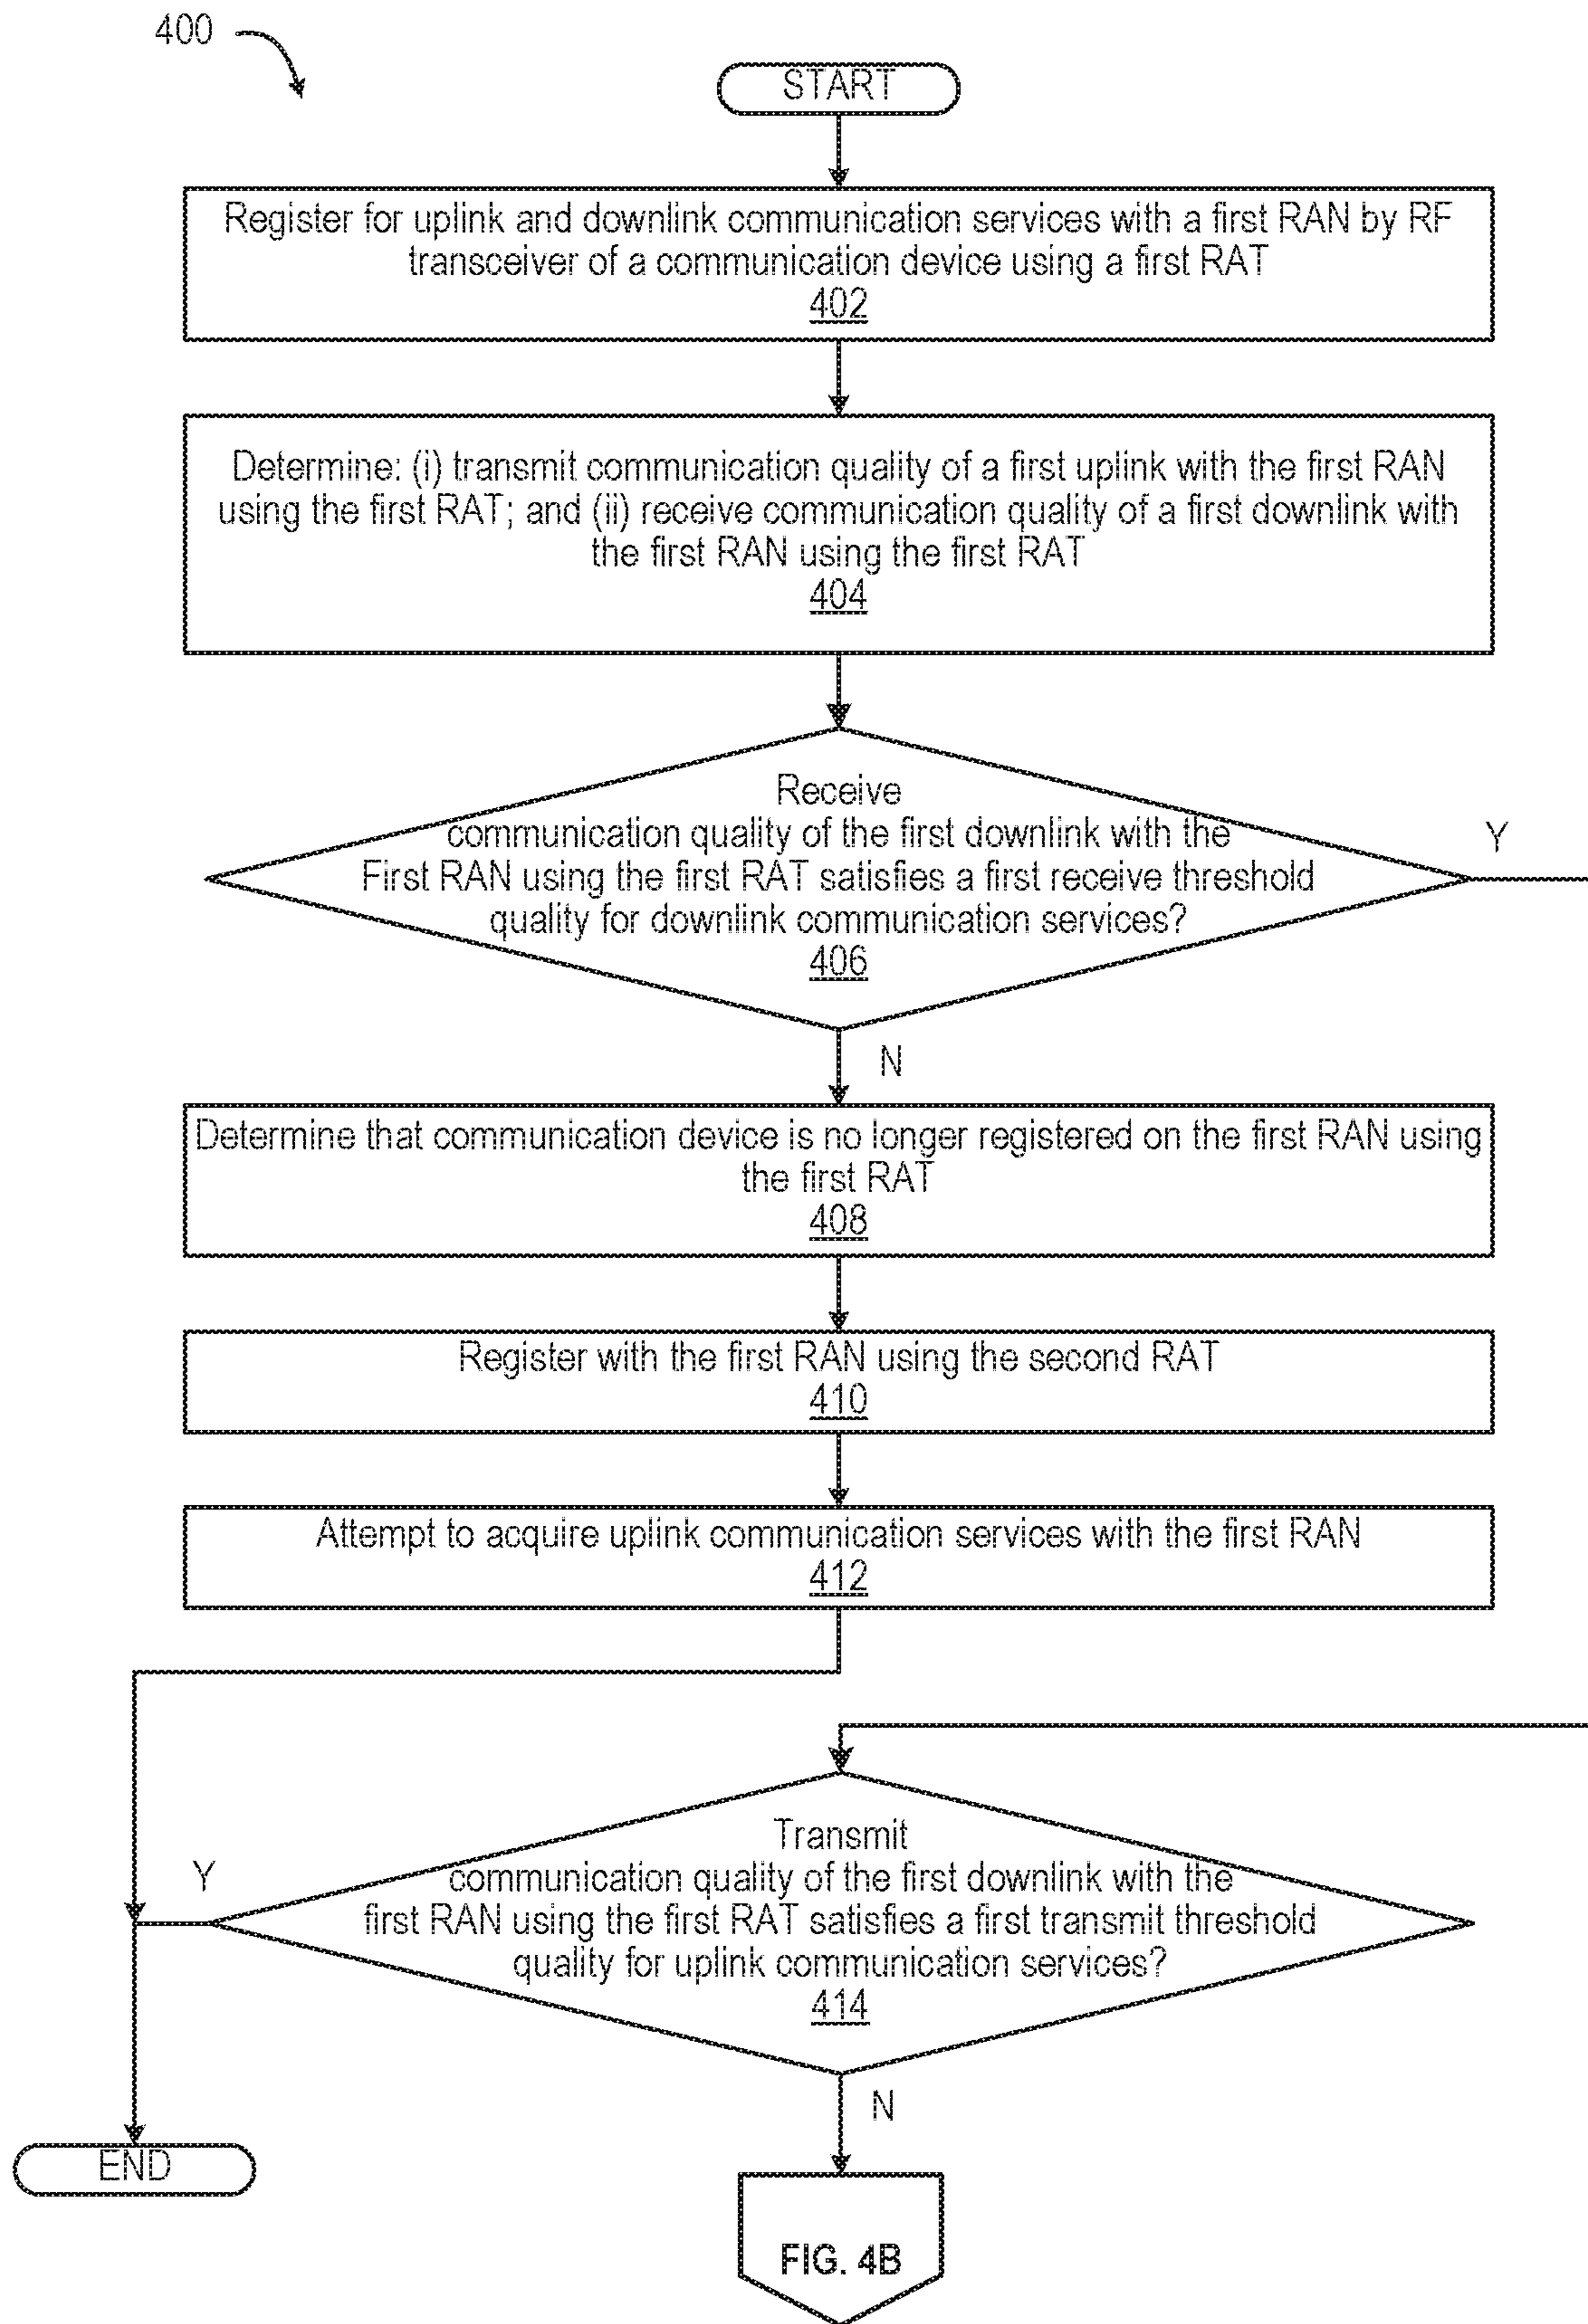 400
START
Register for uplink and downlink communication services with a first RAN by RF
transceiver of a communication device using a first RAT
402
Determine: (i) transmit communication quality of a first uplink with the first RAN
using the first RAT; and (ii) receive communication quality of a first downlink with
the first RAN using the first RAT
404
Receive
communication quality of the first downlink with the
First RAN using the first RAT satisfies a first receive threshold
quality for downlink communication services?
406
Y
N
Determine that communication device is no longer registered on the first RAN using
the first RAT
408
Register with the first RAN using the second RAT
410
Attempt to acquire uplink communication services with the first RAN
412
Transmit
communication quality of the first downlink with the
first RAN using the first RAT satisfies a first transmit threshold
quality for uplink communication services?
414
Y
N
END
FIG. 4B